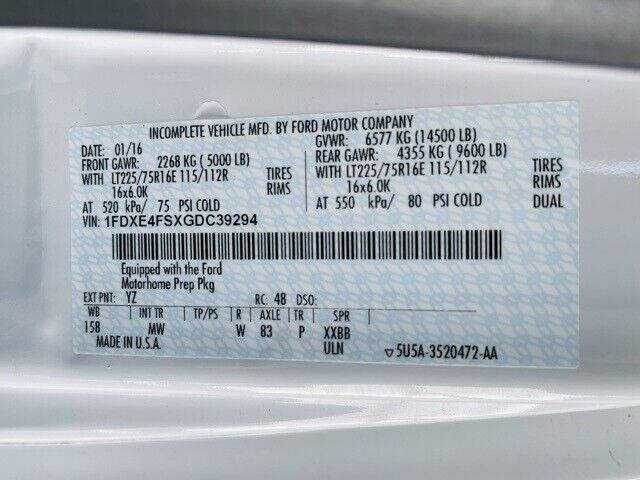 INCOMPLETE VEHICLE MFD. BY FORD MOTOR COMPANY
DATE: 01/16 GVWR: 6577 KG (14500 LB)
FRONT GAWR: 2268 KG ( 5000 LB) REAR GAWR: 4355 KG ( 9600 LB)
WITH LT225/75R16E 115/112R TIRES WITH LT225/75R16E 115/112R TIRES
16x6.0K RIMS 16x6.0K RIMS
AT 520 kPa/ 75 PSI COLD AT 550 kPa/ 80 PSI COLD DUAL
VIN: 1FDXE4FSXGDC39294
Equipped with the Ford
Motorhome Prep Pkg
EXT PNT: YZ RC: 48 DSO:
WB INT TR TP/PS R AXLE TR SPR
158 MW W 83 P XXBB
MADE IN U.S.A. ULN ▽5U5A-3520472-AA